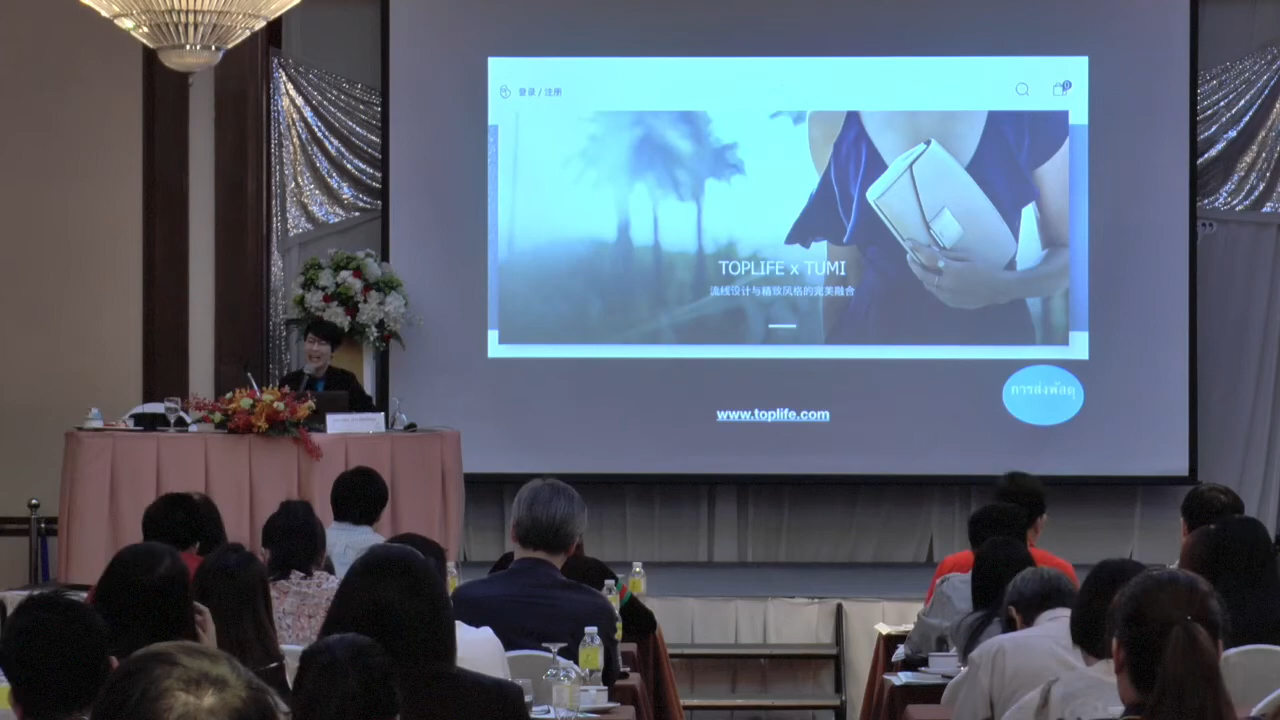 登录 / 注册
0
TOPLIFE x TUMI
流线设计与精致风格的完美融合
การส่งพัสดุ
www.toplife.com